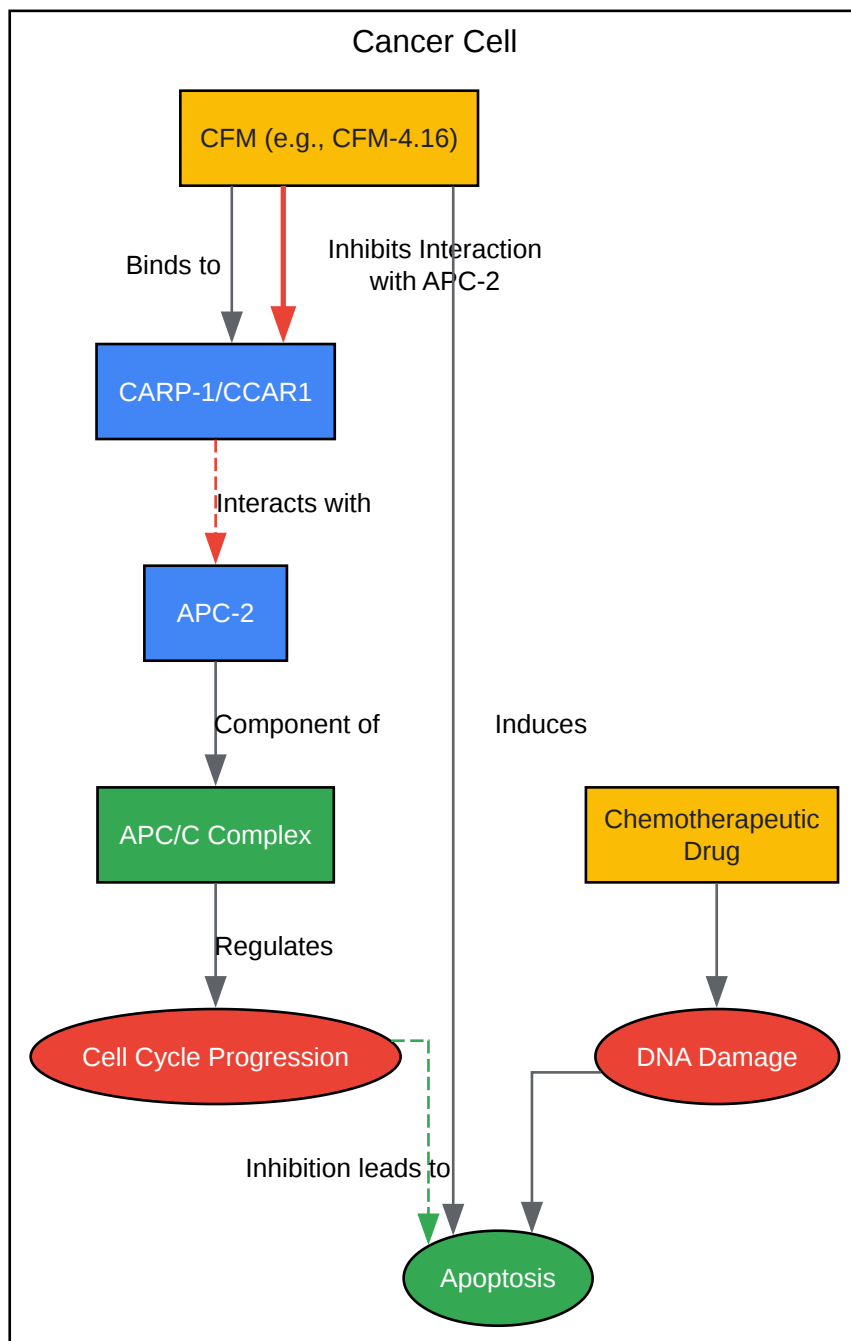 Cancer Cell
CFM (e.g., CFM-4.16)
Binds to
Inhibits Interaction
with APC-2
CARP-1/CCAR1
Interacts with
APC-2
Component of
Induces
APC/C Complex
Chemotherapeutic
Drug
Regulates
Cell Cycle Progression
DNA Damage
Inhibition leads to
Apoptosis